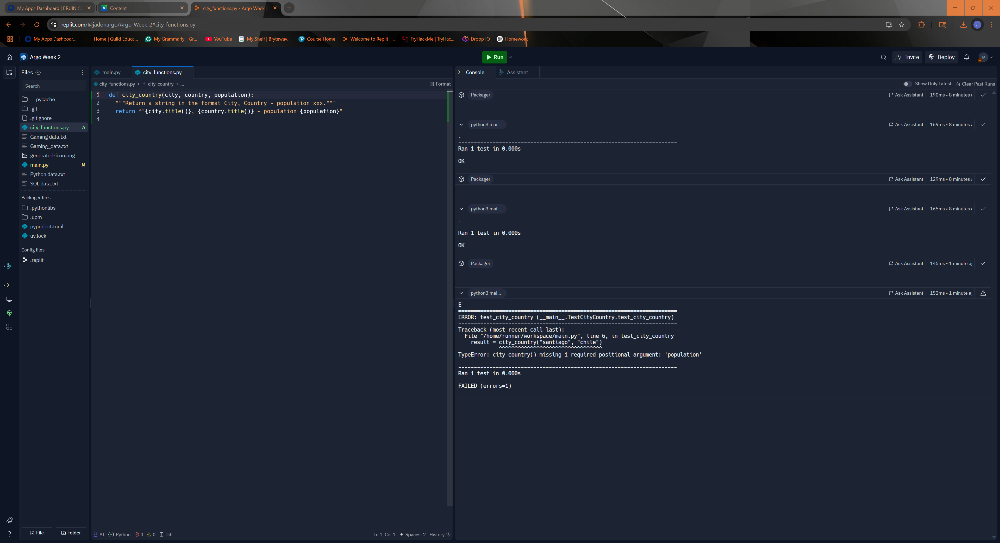 My Apps Dashboard | BRUIN
Content
city_functions.py - Argo Week 2
replit.com/@jadonargo/Argo-Week-2#city_functions.py
J
My Apps Dashboar...
Home | Guild Educa...
My Grammarly - Gr...
YouTube
My Shelf | Brytewav...
Course Home
Welcome to Replit -...
TryHackMe | TryHac...
Dropp IO
Homework
Argo Week 2
Run
Invite
Deploy
JA
Files
Search
__pycache__
.git
.gitignore
city_functions.py A
Gaming data.txt
Gaming_data.txt
generated-icon.png
main.py M
Python data.txt
SQL data.txt
Packager files
.pythonlibs
.upm
pyproject.toml
uv.lock
Config files
.replit
File
Folder
main.py
city_functions.py
city_functions.py > f city_country > ...
Format
1 def city_country(city, country, population):
2 """Return a string in the format City, Country - population xxx."""
3 return f"{city.title()}, {country.title()} - population {population}"
4
AI
Python
0
0
Diff
Ln 1, Col 1
Spaces: 2
History
Console
Assistant
Show Only Latest
Clear Past Runs
Packager
Ask Assistant
190ms • 8 minutes
python3 mai...
Ask Assistant
169ms • 8 minutes
.
----------------------------------------------------------------------
Ran 1 test in 0.000s
OK
Packager
Ask Assistant
129ms • 8 minutes
python3 mai...
Ask Assistant
165ms • 8 minutes
.
----------------------------------------------------------------------
Ran 1 test in 0.000s
OK
Packager
Ask Assistant
145ms • 1 minute a
python3 mai...
Ask Assistant
152ms • 1 minute a
E
======================================================================
ERROR: test_city_country (__main__.TestCityCountry.test_city_country)
----------------------------------------------------------------------
Traceback (most recent call last):
File "/home/runner/workspace/main.py", line 6, in test_city_country
result = city_country("santiago", "chile")
^^^^^^^^^^^^^^^^^^^^^^^^^^^^^^^^^
TypeError: city_country() missing 1 required positional argument: 'population'
----------------------------------------------------------------------
Ran 1 test in 0.000s
FAILED (errors=1)